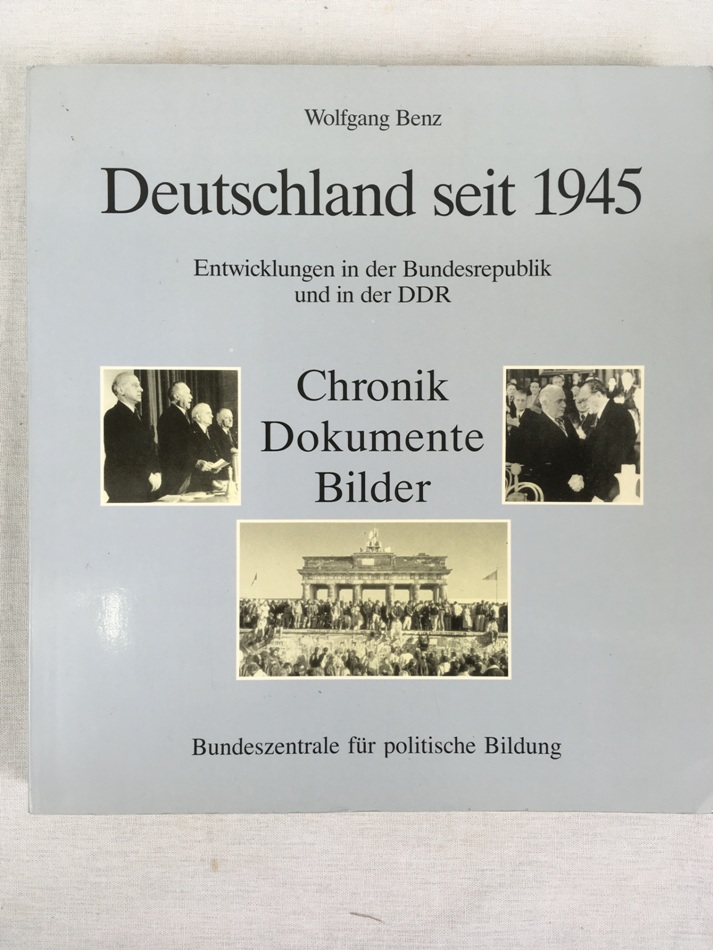 Wolfgang Benz
Deutschland seit 1945
Entwicklungen in der Bundesrepublik
und in der DDR
Chronik
Dokumente
Bilder
Bundeszentrale für politische Bildung